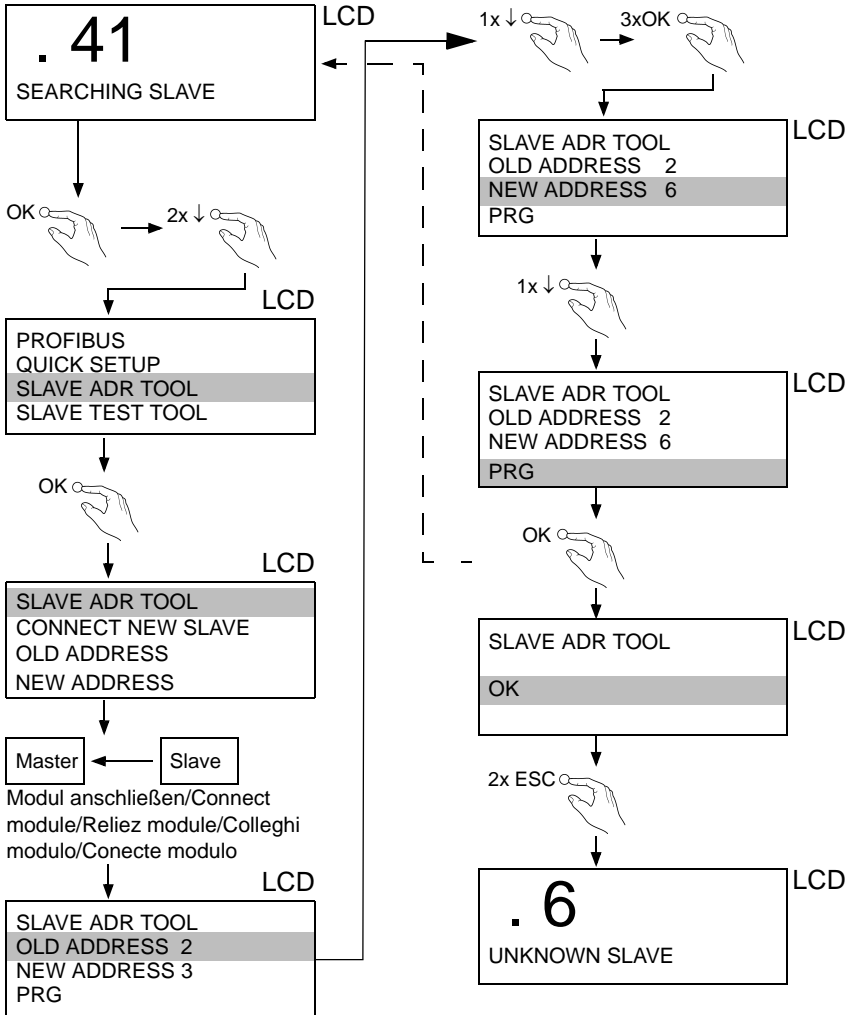 . 41
SEARCHING SLAVE
LCD
OK
2x ↓
LCD
PROFIBUS
QUICK SETUP
SLAVE ADR TOOL
SLAVE TEST TOOL
OK
LCD
SLAVE ADR TOOL
CONNECT NEW SLAVE
OLD ADDRESS
NEW ADDRESS
Master
Slave
Modul anschließen/Connect
module/Reliez module/Colleghi
modulo/Conecte modulo
LCD
SLAVE ADR TOOL
OLD ADDRESS 2
NEW ADDRESS 3
PRG
1x ↓
3xOK
LCD
SLAVE ADR TOOL
OLD ADDRESS 2
NEW ADDRESS 6
PRG
1x ↓
LCD
SLAVE ADR TOOL
OLD ADDRESS 2
NEW ADDRESS 6
PRG
OK
LCD
SLAVE ADR TOOL
OK
2x ESC
LCD
. 6
UNKNOWN SLAVE